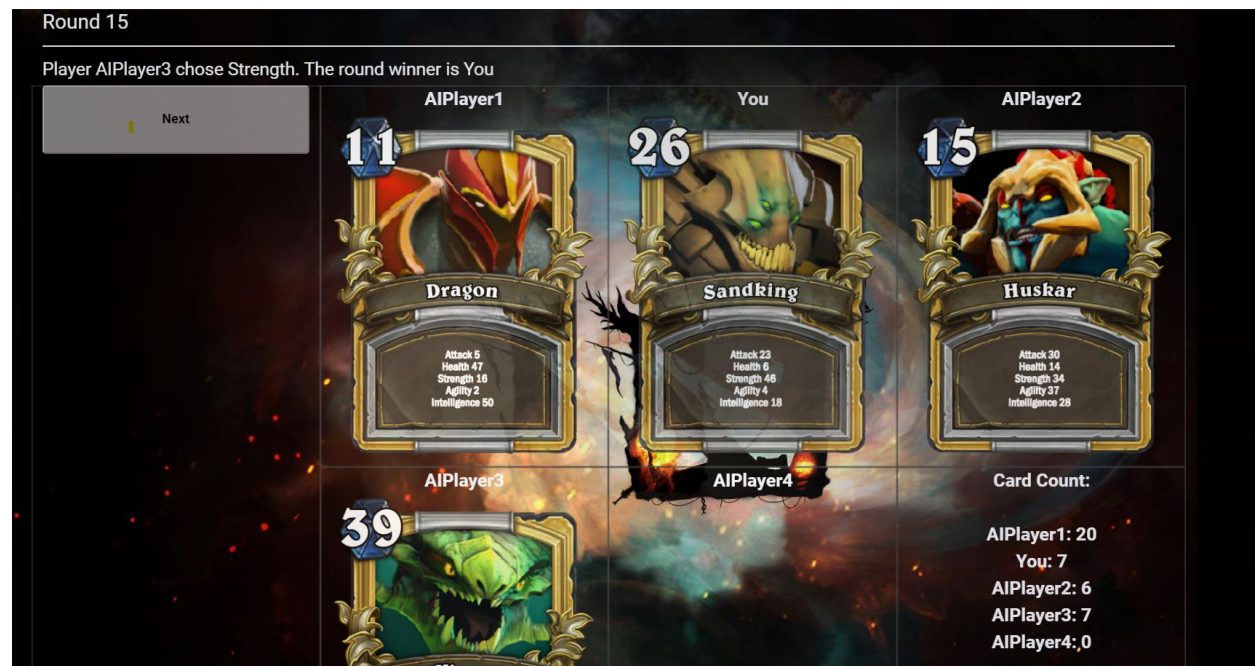 Round 15
Player AIPlayer3 chose Strength. The round winner is You
Next
AIPlayer1
11
Dragon
Attack 5
Health 47
Strength 16
Agility 2
Intelligence 50
You
26
Sandking
Attack 23
Health 6
Strength 46
Agility 4
Intelligence 18
AIPlayer2
15
Huskar
Attack 30
Health 14
Strength 34
Agility 37
Intelligence 28
AIPlayer3
39
AIPlayer4
Card Count:
AIPlayer1: 20
You: 7
AIPlayer2: 6
AIPlayer3: 7
AIPlayer4: 0